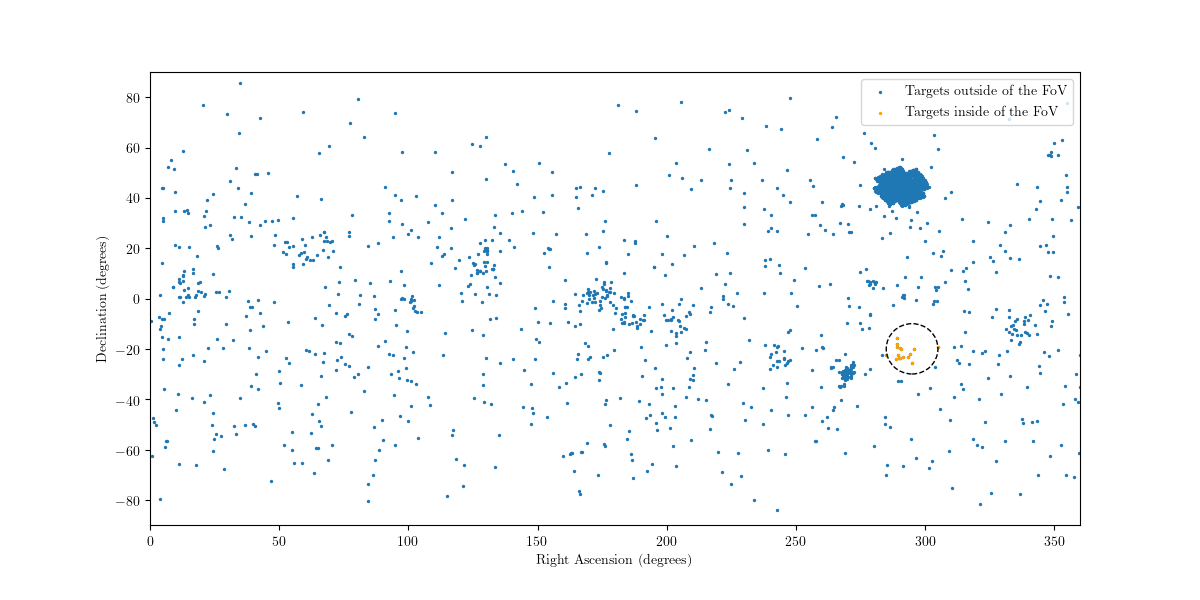 Targets outside of the FoV
Targets inside of the FoV
80
60
40
20
0
−20
−40
−60
−80
Declination (degrees)
0 50 100 150 200 250 300 350
Right Ascension (degrees)